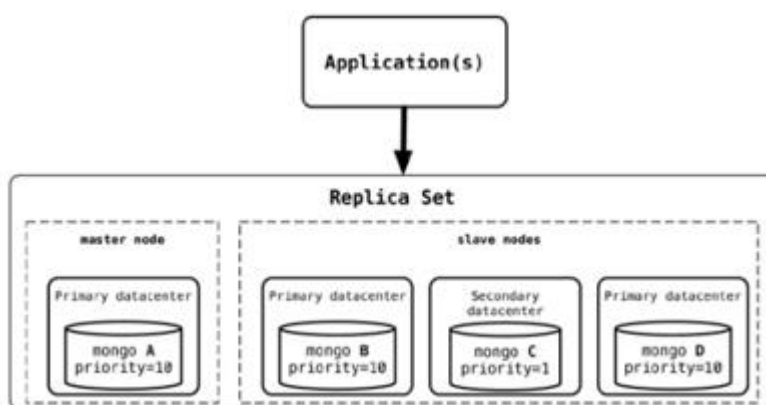 Application(s)
Replica Set
master node
slave nodes
Primary datacenter
mongo A
priority=10
Primary datacenter
mongo B
priority=10
Secondary
datacenter
mongo C
priority=1
Primary datacenter
mongo D
priority=10